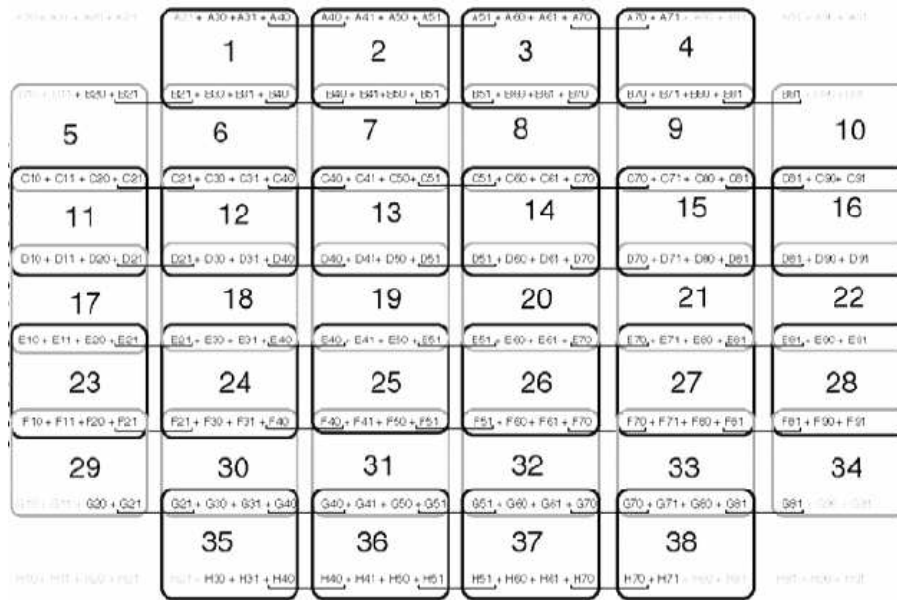 A30 + A31 + A40 A40 + A41 + A50 + A51 A51 + A60 + A61 + A70 A70 + A71
1 2 3 4
+ B20 + B21 B21 + B30 + B31 + B40 B40 + B41 + B50 + B51 B51 + B60 + B61 + B70 B70 + B71 + B80 + B81 B81
5 6 7 8 9 10
C10 + C11 + C20 + C21 C21 + C30 + C31 + C40 C40 + C41 + C50 + C51 C51 + C60 + C61 + C70 C70 + C71 + C80 + C81 C81 + C90 + C91
11 12 13 14 15 16
D10 + D11 + D20 + D21 D21 + D30 + D31 + D40 D40 + D41 + D50 + D51 D51 + D60 + D61 + D70 D70 + D71 + D80 + D81 D81 + D90 + D91
17 18 19 20 21 22
E10 + E11 + E20 + E21 E21 + E30 + E31 + E40 E40 + E41 + E50 + E51 E51 + E60 + E61 + E70 E70 + E71 + E80 + E81 E81 + E90 + E91
23 24 25 26 27 28
F10 + F11 + F20 + F21 F21 + F30 + F31 + F40 F40 + F41 + F50 + F51 F51 + F60 + F61 + F70 F70 + F71 + F80 + F81 F81 + F90 + F91
29 30 31 32 33 34
G20 + G21 G21 + G30 + G31 + G40 G40 + G41 + G50 + G51 G51 + G60 + G61 + G70 G70 + G71 + G80 + G81 G81
35 36 37 38
H30 + H31 + H40 H40 + H41 + H50 + H51 H51 + H60 + H61 + H70 H70 + H71